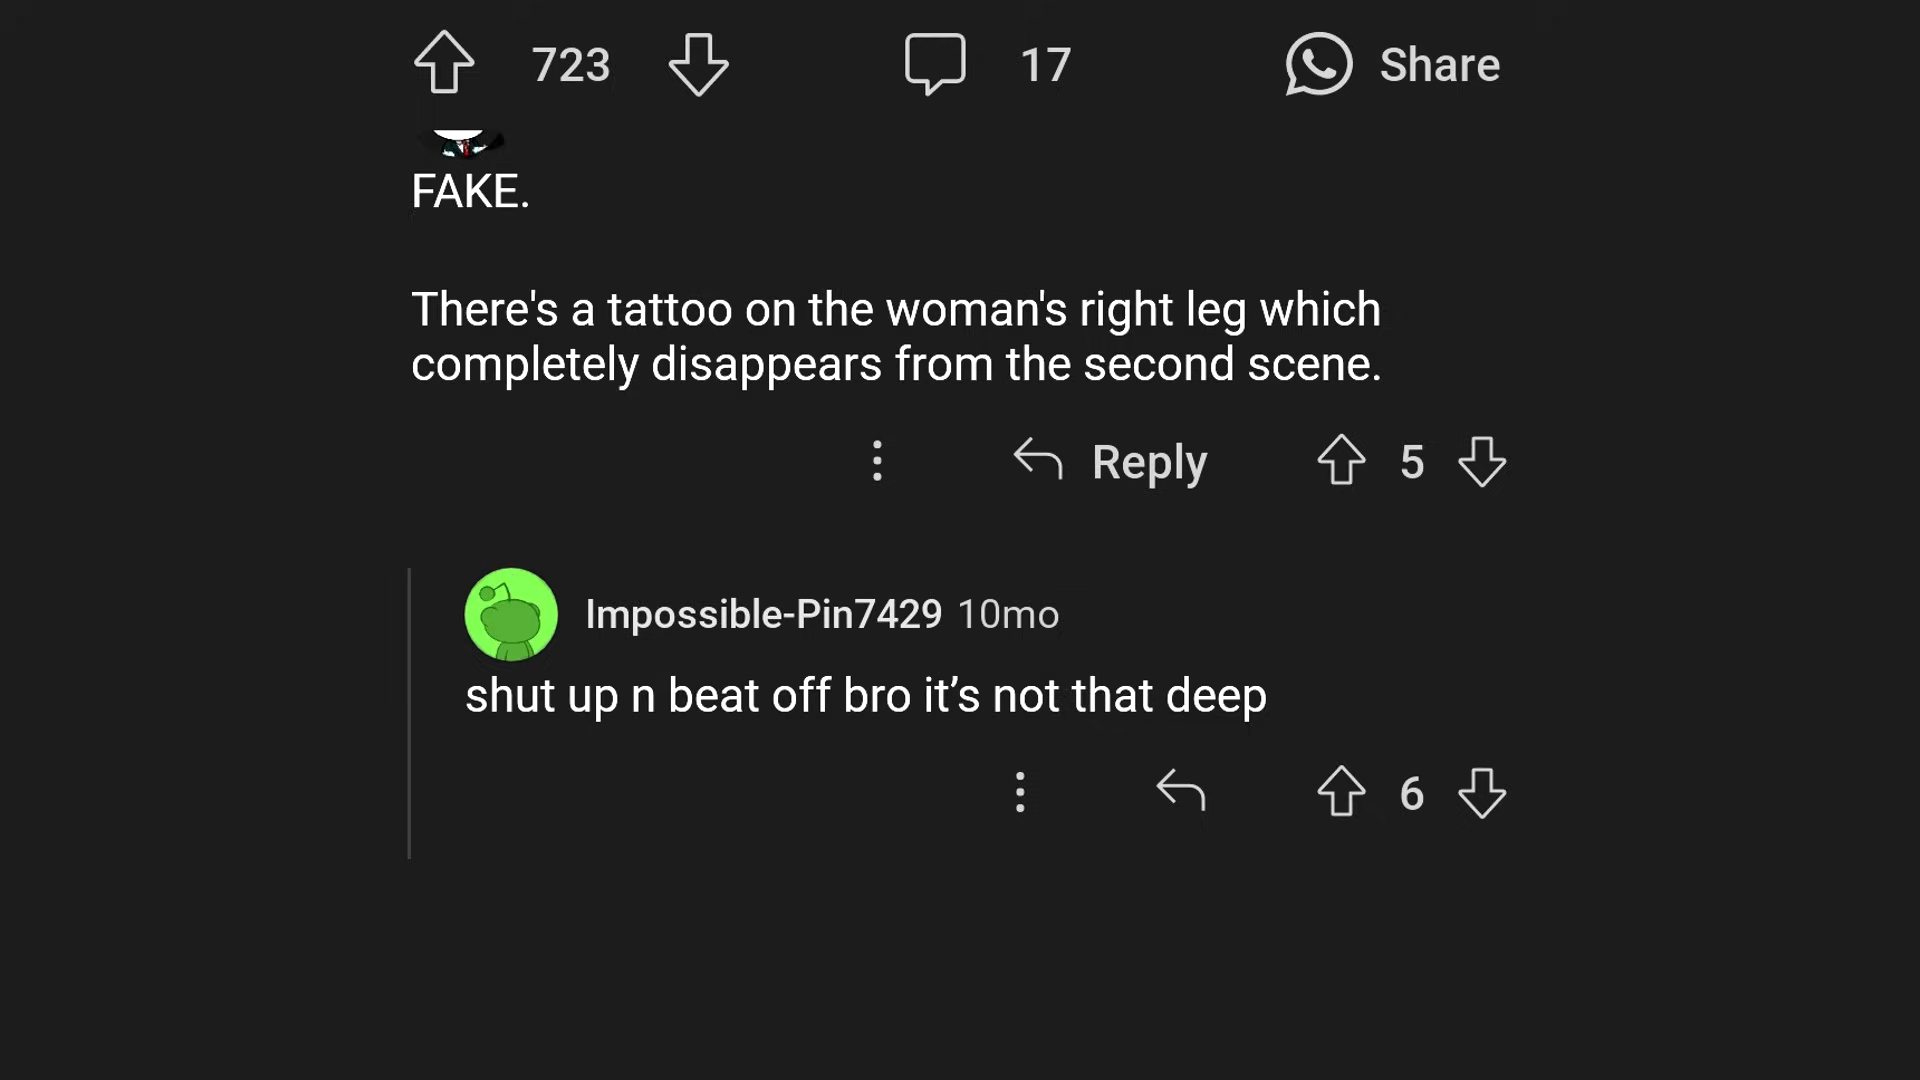 723 17 Share
FAKE.
There's a tattoo on the woman's right leg which
completely disappears from the second scene.
Reply 5
Impossible-Pin7429 10mo
shut up n beat off bro it’s not that deep
6